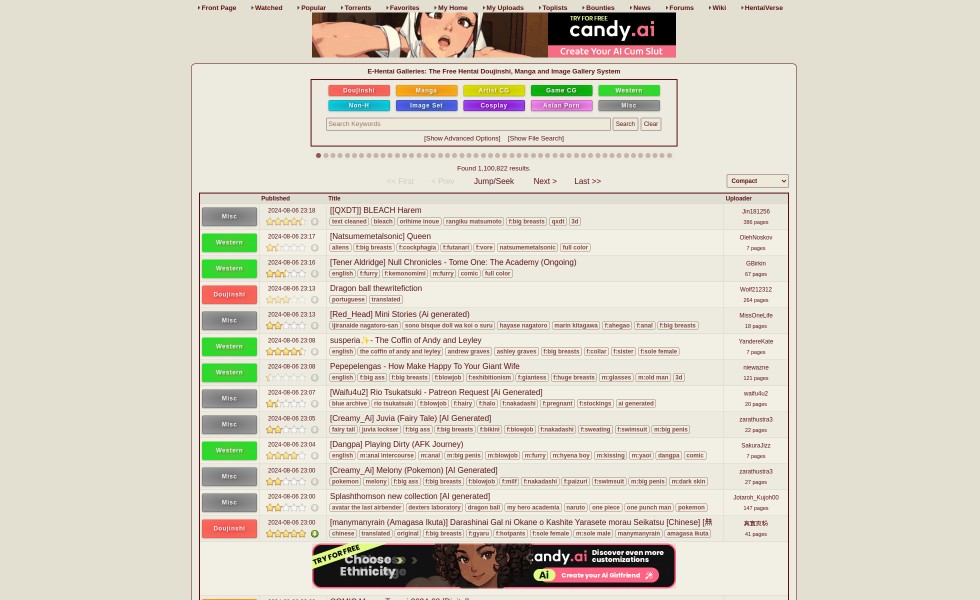 Front Page Watched Popular Torrents Favorites My Home My Uploads Toplists Bounties News Forums Wiki HentaiVerse
TRY FOR FREE
candy.ai
Create Your AI Cum Slut
E-Hentai Galleries: The Free Hentai Doujinshi, Manga and Image Gallery System
Doujinshi Manga Artist CG Game CG Western
Non-H Image Set Cosplay Asian Porn Misc
Search Keywords Search Clear
[Show Advanced Options] [Show File Search]
Found 1,100,822 results.
<< First < Prev Jump/Seek Next > Last >> Compact
Published Title Uploader
Misc 2024-08-06 23:18 [[QXDT]] BLEACH Harem Jin181256
text cleaned bleach orihime inoue rangiku matsumoto f:big breasts qxdt 3d 386 pages
Western 2024-08-06 23:17 [Natsumemetalsonic] Queen OlehNoskov
aliens f:big breasts f:cockphagia f:futanari f:vore natsumemetalsonic full color 7 pages
Western 2024-08-06 23:16 [Tener Aldridge] Null Chronicles - Tome One: The Academy (Ongoing) GBirkin
english f:furry f:kemonomimi m:furry comic full color 67 pages
Doujinshi 2024-08-06 23:13 Dragon ball thewritefiction Wolf212312
portuguese translated 264 pages
Misc 2024-08-06 23:13 [Red_Head] Mini Stories (Ai generated) MissOneLife
ijiranaide nagatoro-san sono bisque doll wa koi o suru hayase nagatoro marin kitagawa f:ahegao f:anal f:big breasts 18 pages
Western 2024-08-06 23:08 susperia✨- The Coffin of Andy and Leyley YandereKate
english the coffin of andy and leyley andrew graves ashley graves f:big breasts f:collar f:sister f:sole female 7 pages
Western 2024-08-06 23:08 Pepepelengas - How Make Happy To Your Giant Wife niewazne
english f:big ass f:big breasts f:blowjob f:exhibitionism f:giantess f:huge breasts m:glasses m:old man 3d 121 pages
Misc 2024-08-06 23:07 [Waifu4u2] Rio Tsukatsuki - Patreon Request [Ai Generated] waifu4u2
blue archive rio tsukatsuki f:blowjob f:hairy f:halo f:nakadashi f:pregnant f:stockings ai generated 20 pages
Misc 2024-08-06 23:05 [Creamy_Ai] Juvia (Fairy Tale) [AI Generated] zarathustra3
fairy tail juvia lockser f:big ass f:big breasts f:bikini f:blowjob f:nakadashi f:sweating f:swimsuit m:big penis 22 pages
Western 2024-08-06 23:04 [Dangpa] Playing Dirty (AFK Journey) SakuraJizz
english m:anal intercourse m:anal m:big penis m:blowjob m:furry m:hyena boy m:kissing m:yaoi dangpa comic 7 pages
Misc 2024-08-06 23:00 [Creamy_Ai] Melony (Pokemon) [AI Generated] zarathustra3
pokemon melony f:big ass f:big breasts f:blowjob f:milf f:nakadashi f:paizuri f:swimsuit m:big penis m:dark skin 27 pages
Misc 2024-08-06 23:00 Splashthomson new collection [AI generated] Jotaroh_Kujoh00
avatar the last airbender dexters laboratory dragon ball my hero academia naruto one piece one punch man pokemon 147 pages
Doujinshi 2024-08-06 23:00 [manymanyrain (Amagasa Ikuta)] Darashinai Gal ni Okane o Kashite Yarasete morau Seikatsu [Chinese] [無
chinese translated original f:big breasts f:gyaru f:hotpants f:sole female m:sole male manymanyrain amagasa ikuta 41 pages
TRY FOR FREE
Choose Ethnicity
candy.ai Discover even more customizations
Ai Create your AI Girlfriend